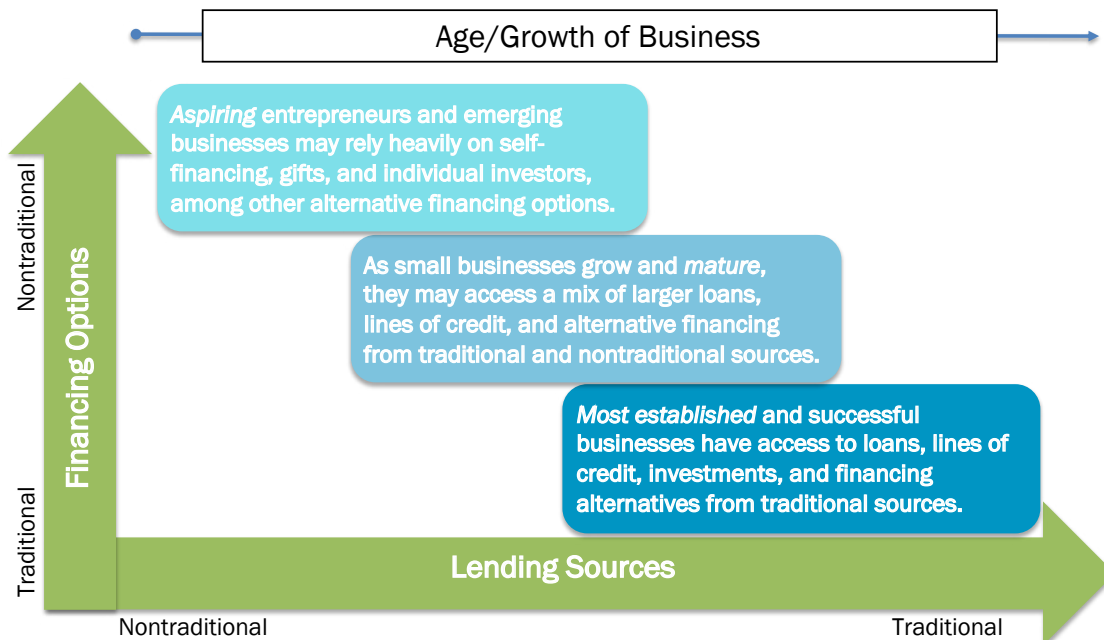 Age/Growth of Business
Aspiring entrepreneurs and emerging
businesses may rely heavily on self-
financing, gifts, and individual investors,
among other alternative financing options.
As small businesses grow and mature,
they may access a mix of larger loans,
lines of credit, and alternative financing
from traditional and nontraditional sources.
Most established and successful
businesses have access to loans, lines of
credit, investments, and financing
alternatives from traditional sources.
Nontraditional
Traditional
Financing Options
Lending Sources
Nontraditional
Traditional